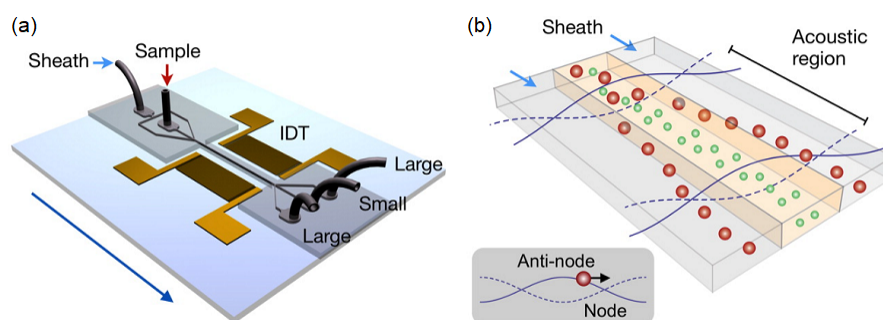 (a)
Sheath
Sample
IDT
Large
Small
Large
(b)
Sheath
Acoustic
region
Anti-node
Node